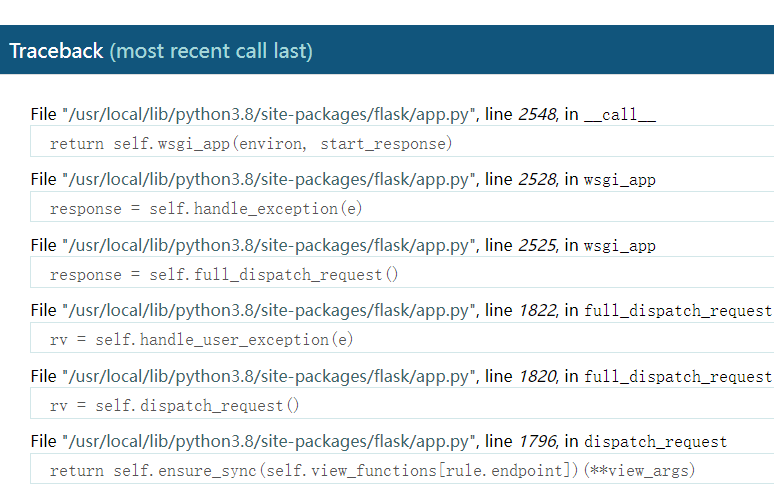 Traceback (most recent call last)
File "/usr/local/lib/python3.8/site-packages/flask/app.py", line 2548, in __call__
return self.wsgi_app(environ, start_response)
File "/usr/local/lib/python3.8/site-packages/flask/app.py", line 2528, in wsgi_app
response = self.handle_exception(e)
File "/usr/local/lib/python3.8/site-packages/flask/app.py", line 2525, in wsgi_app
response = self.full_dispatch_request()
File "/usr/local/lib/python3.8/site-packages/flask/app.py", line 1822, in full_dispatch_request
rv = self.handle_user_exception(e)
File "/usr/local/lib/python3.8/site-packages/flask/app.py", line 1820, in full_dispatch_request
rv = self.dispatch_request()
File "/usr/local/lib/python3.8/site-packages/flask/app.py", line 1796, in dispatch_request
return self.ensure_sync(self.view_functions[rule.endpoint])(**view_args)